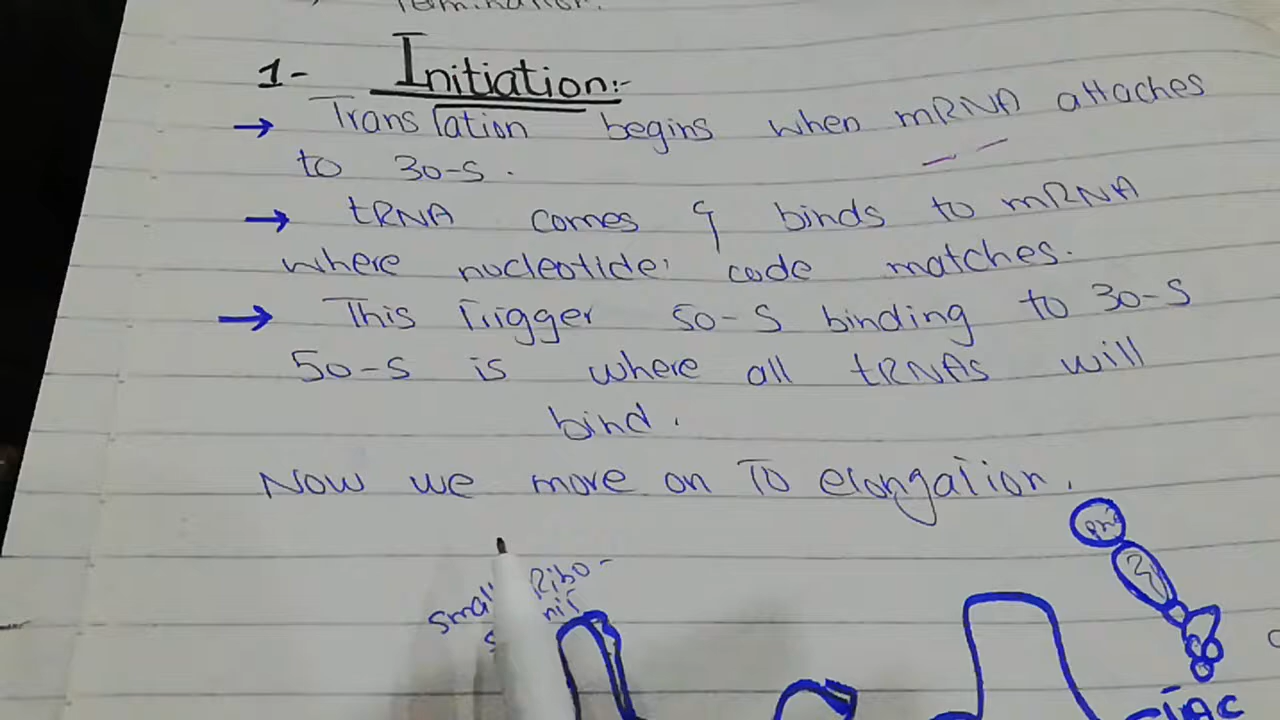 Termination.
1- Initiation:-
→ Translation begins when mRNA attaches
to 30-S.
→ tRNA comes & binds to mRNA
where nucleotide code matches.
→ This Trigger 50-S binding to 30-S
50-S is where all tRNAs will
bind.
Now we more on To elongation.
Small Ribo-